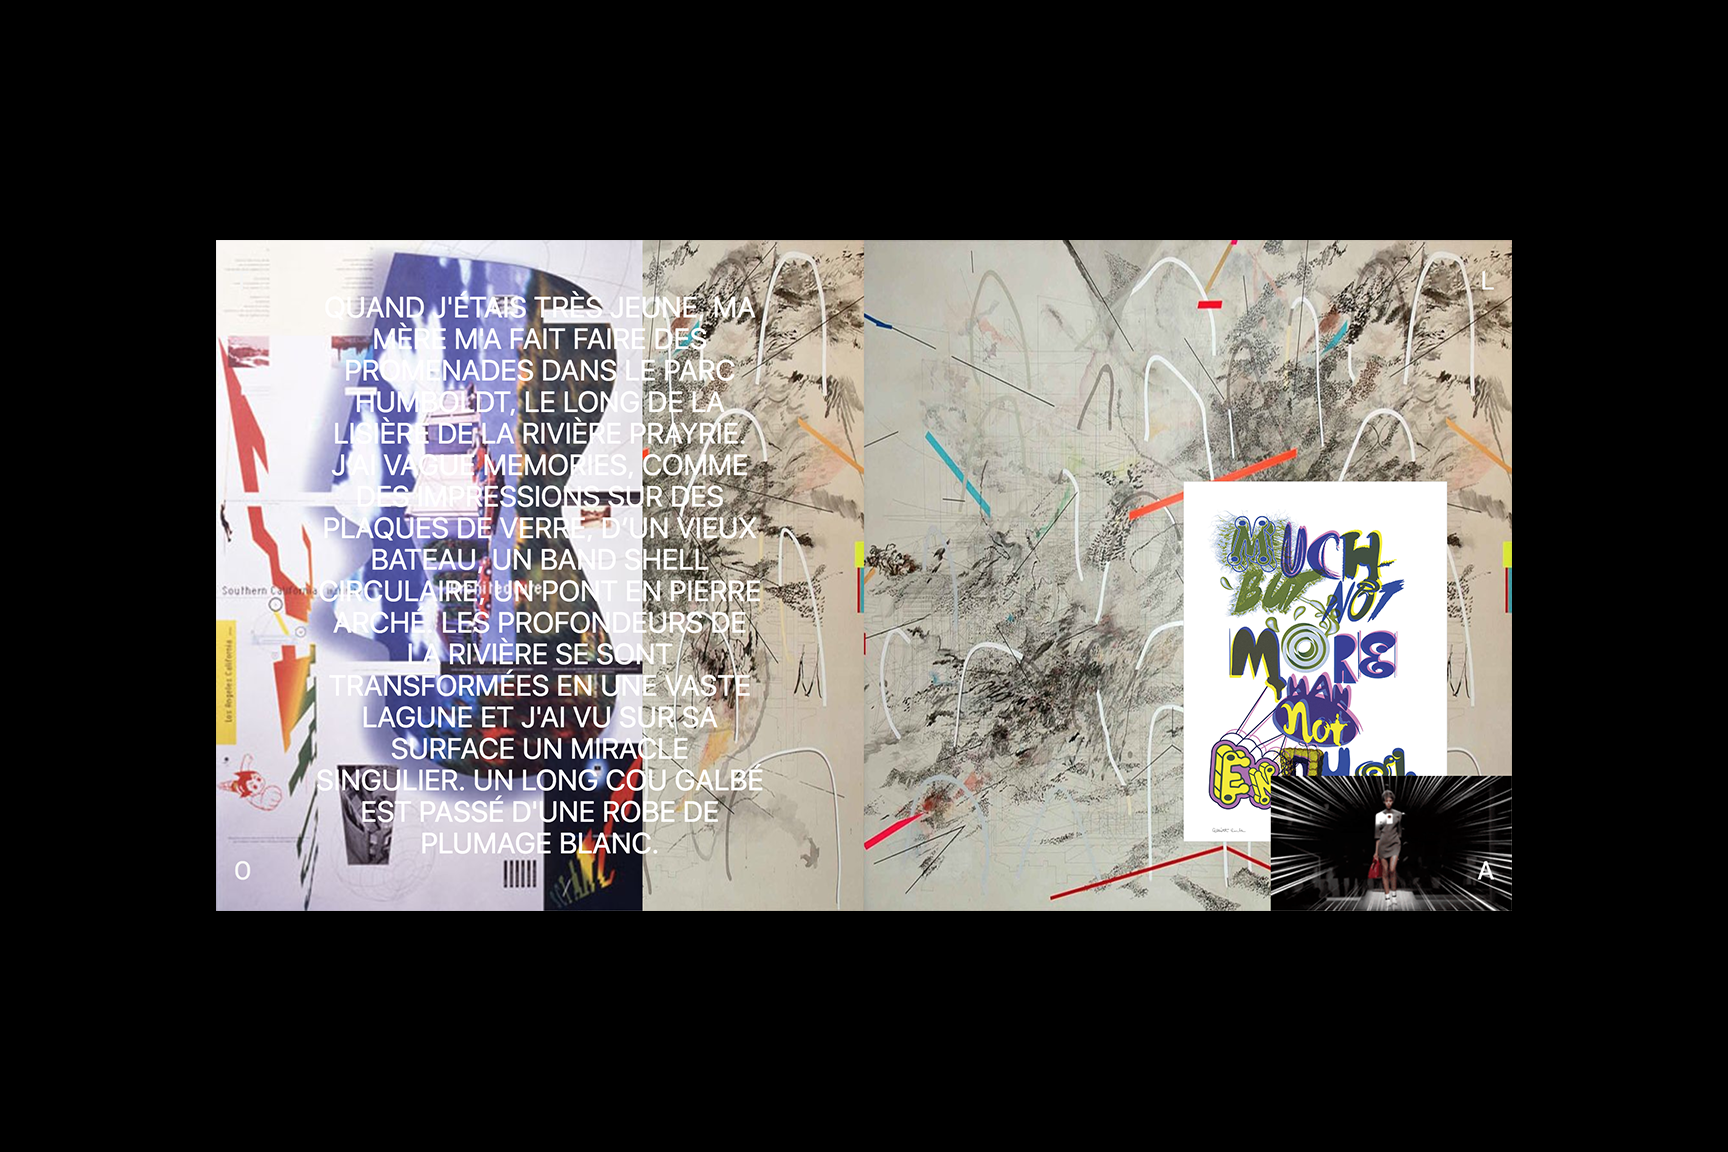 QUAND J'ÉTAIS TRÈS JEUNE, MA
MÈRE M'A FAIT FAIRE DES
PROMENADES DANS LE PARC
HUMBOLDT, LE LONG DE LA
LISIÈRE DE LA RIVIÈRE PRAYRIE.
J'AI VAGUE MEMORIES, COMME
DES IMPRESSIONS SUR DES
PLAQUES DE VERRE, D'UN VIEUX
BATEAU, UN BAND SHELL
CIRCULAIRE, UN PONT EN PIERRE
ARCHÉ. LES PROFONDEURS DE
LA RIVIÈRE SE SONT
TRANSFORMÉES EN UNE VASTE
LAGUNE ET J'AI VU SUR SA
SURFACE UN MIRACLE
SINGULIER. UN LONG COU GALBÉ
EST PASSÉ D'UNE ROBE DE
PLUMAGE BLANC.
Southern California
Los Angeles California
O
L
MUCH
BUT NOT
MORE
THAN
Not
A